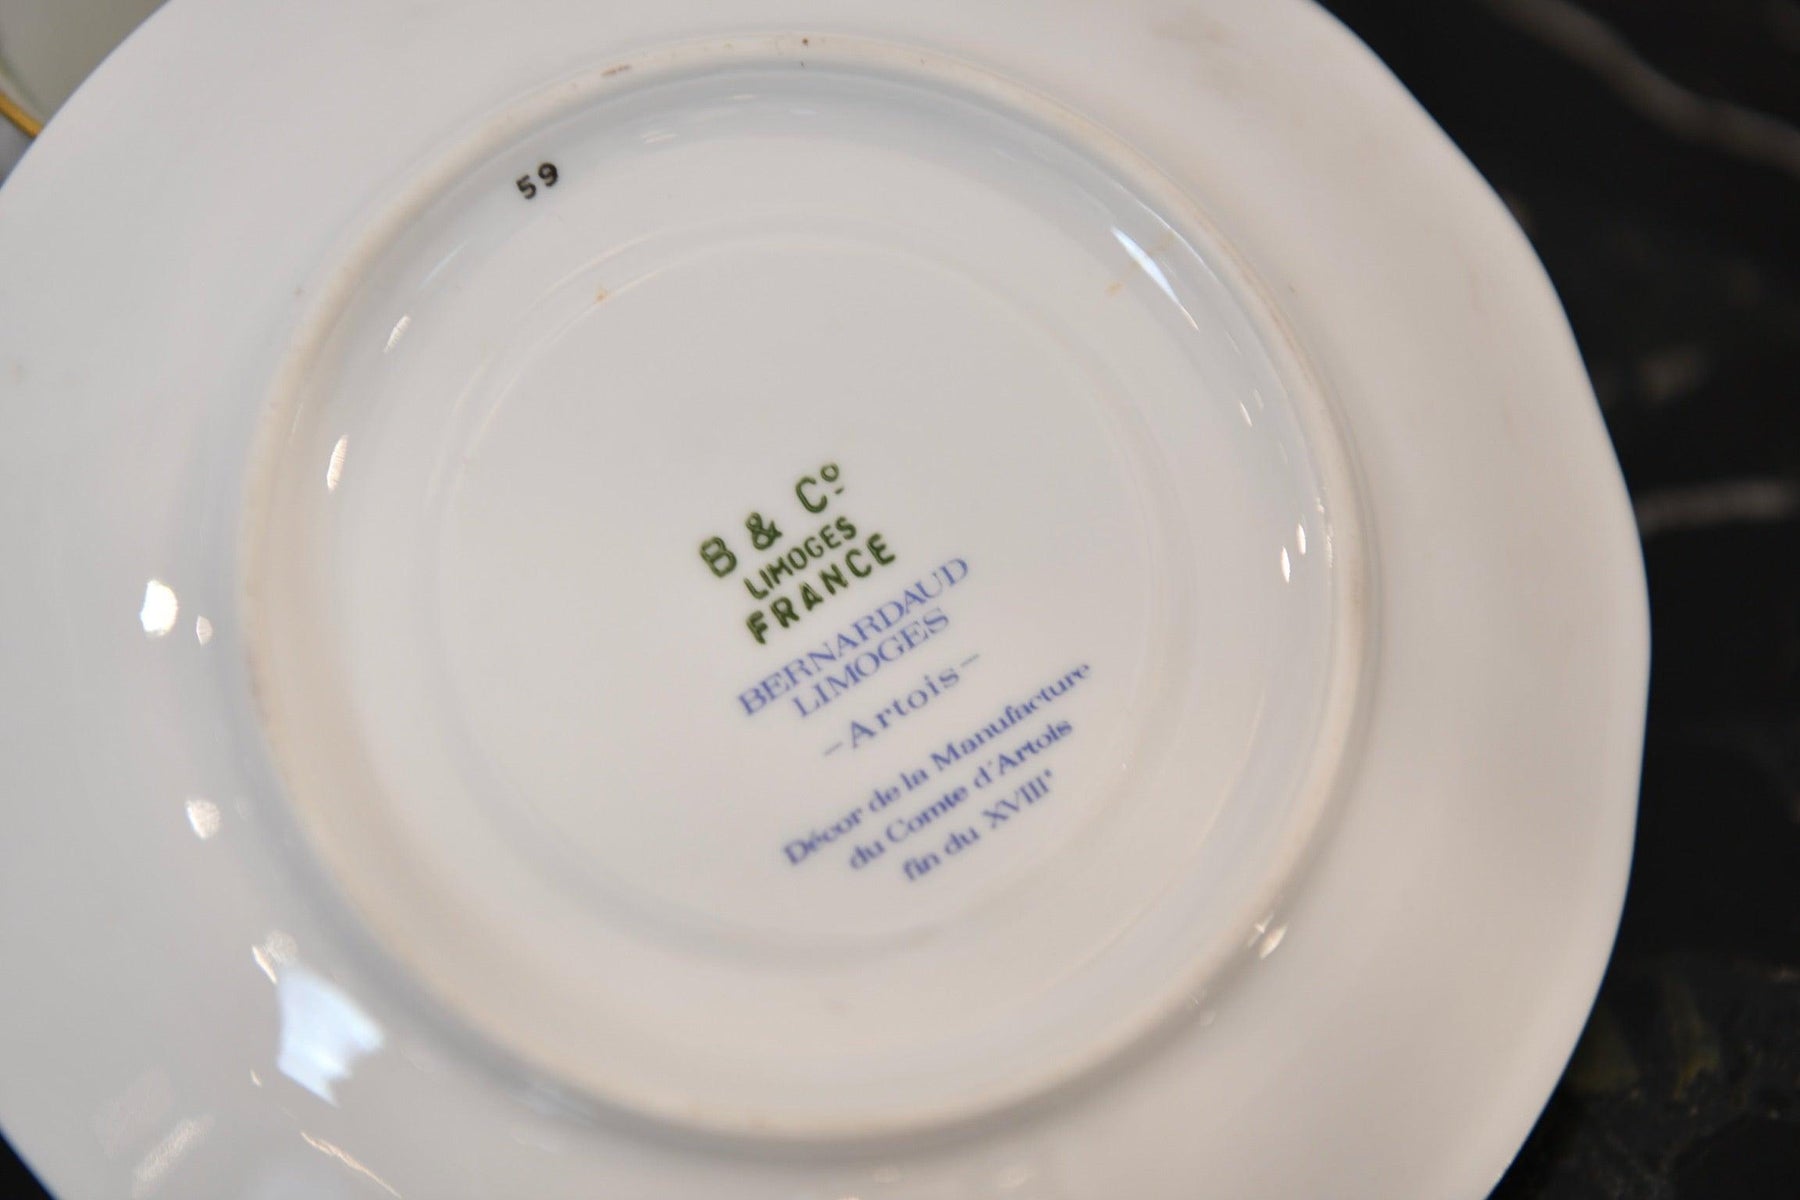 59
B & Cº
LIMOGES
FRANCE
BERNARDAUD
LIMOGES
-Artois-
Décor de la Manufacture
du Comte d'Artois
fin du XVIIIᵉ